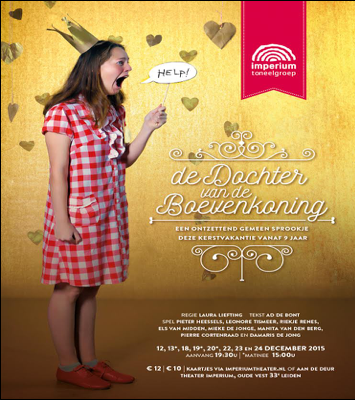 imperium
toneelgroep
HELP!
de Dochter
van de
Boevenkoning
EEN ONTZETTEND GEMEEN SPROOKJE
DEZE KERSTVAKANTIE VANAF 9 JAAR
REGIE LAURA LIEFTING TEKST AD DE BONT
SPEL PIETER HEESSELS, LEONORE TISMEER, RIEKJE BENES,
ELS VAN MIDDEN, MIEKE DE JONGE, MANITA VAN DEN BERG,
PIERRE CORTENRAAD EN DAMARIS DE JONG
12, 13*, 18, 19*, 20*, 22, 23 EN 24 DECEMBER 2015
AANVANG 19:30U | *MATINEE 15:00U
€ 12 | € 10 | KAARTJES VIA IMPERIUMTHEATER.NL OF AAN DE DEUR
THEATER IMPERIUM, OUDE VEST 33E LEIDEN